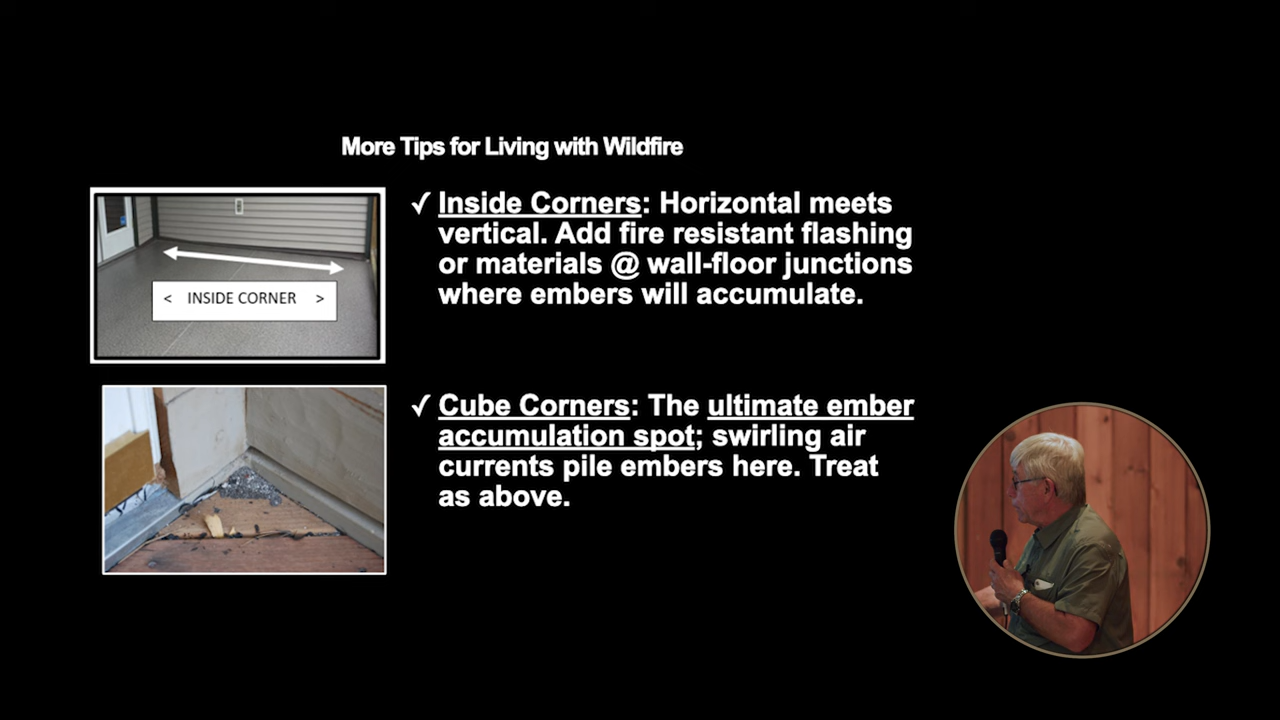 More Tips for Living with Wildfire
< INSIDE CORNER >
✓ Inside Corners: Horizontal meets
vertical. Add fire resistant flashing
or materials @ wall-floor junctions
where embers will accumulate.
✓ Cube Corners: The ultimate ember
accumulation spot; swirling air
currents pile embers here. Treat
as above.